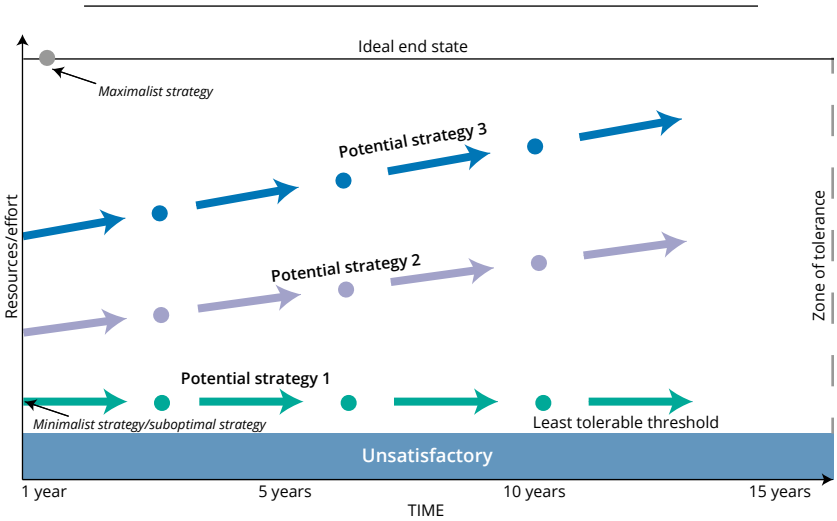 Ideal end state
Maximalist strategy
Potential strategy 3
Resources/effort
Zone of tolerance
Potential strategy 2
Potential strategy 1
Minimalist strategy/suboptimal strategy
Least tolerable threshold
Unsatisfactory
1 year
5 years
10 years
15 years
TIME